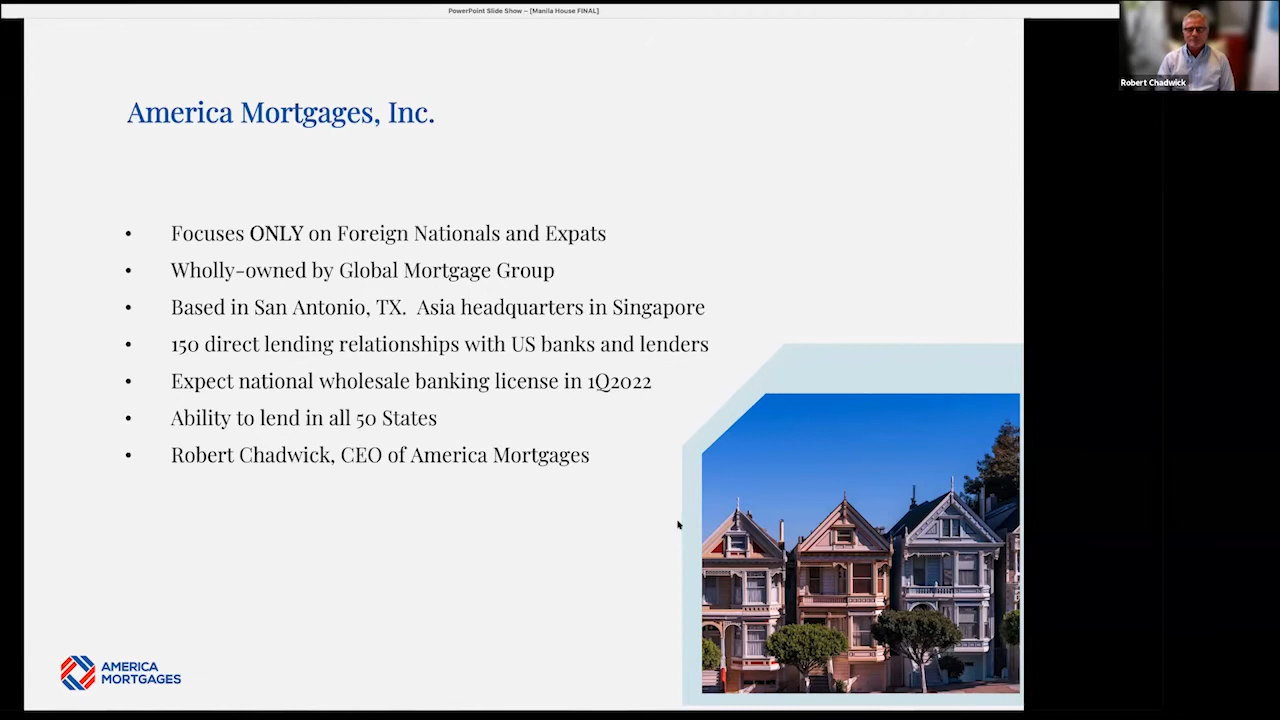 PowerPoint Slide Show – [Manila House FINAL]
Robert Chadwick
America Mortgages, Inc.
• Focuses ONLY on Foreign Nationals and Expats
• Wholly-owned by Global Mortgage Group
• Based in San Antonio, TX.  Asia headquarters in Singapore
• 150 direct lending relationships with US banks and lenders
• Expect national wholesale banking license in 1Q2022
• Ability to lend in all 50 States
• Robert Chadwick, CEO of America Mortgages
AMERICA
MORTGAGES